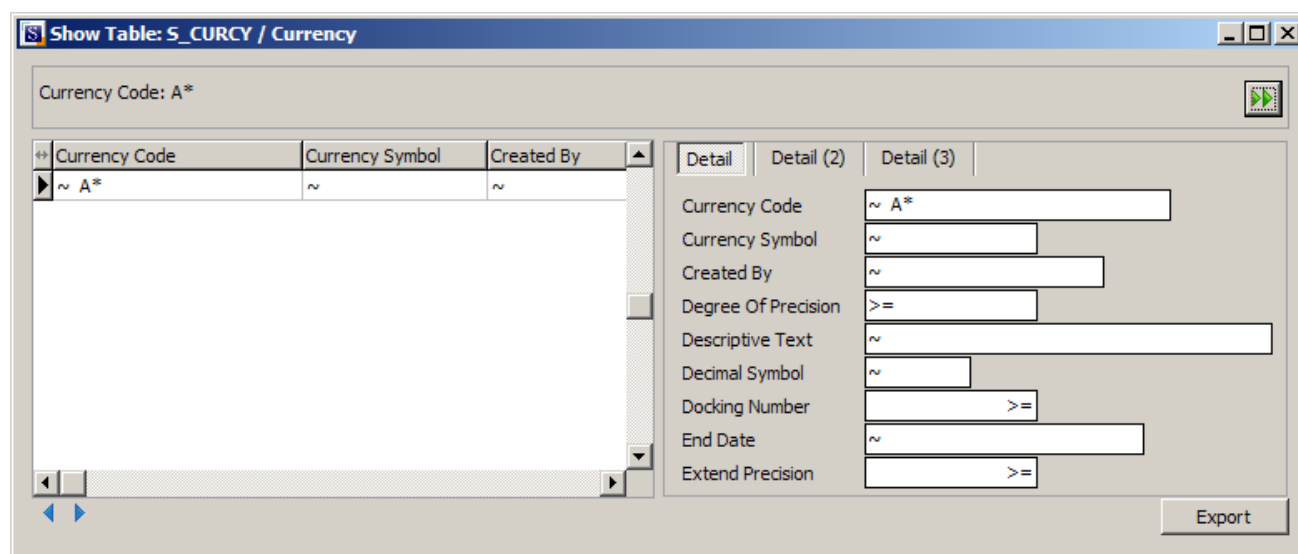 S Show Table: S_CURCY / Currency
Currency Code: A*
Currency Code Currency Symbol Created By
~ A* ~ ~
Detail Detail (2) Detail (3)
Currency Code ~ A*
Currency Symbol ~
Created By ~
Degree Of Precision >=
Descriptive Text ~
Decimal Symbol ~
Docking Number >=
End Date ~
Extend Precision >=
Export